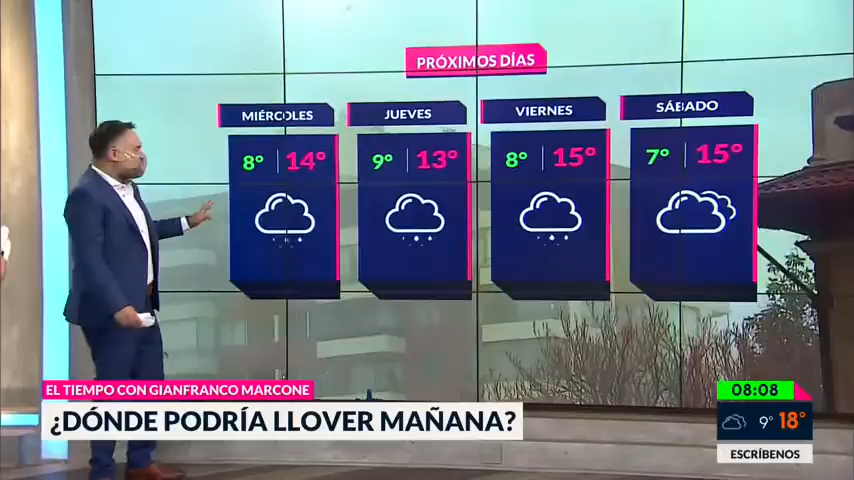 PRÓXIMOS DÍAS
MIÉRCOLES
JUEVES
VIERNES
SÁBADO
8° 14°
9° 13°
8° 15°
7° 15°
EL TIEMPO CON GIANFRANCO MARCONE
¿DÓNDE PODRÍA LLOVER MAÑANA?
08:08
9° 18°
ESCRÍBENOS